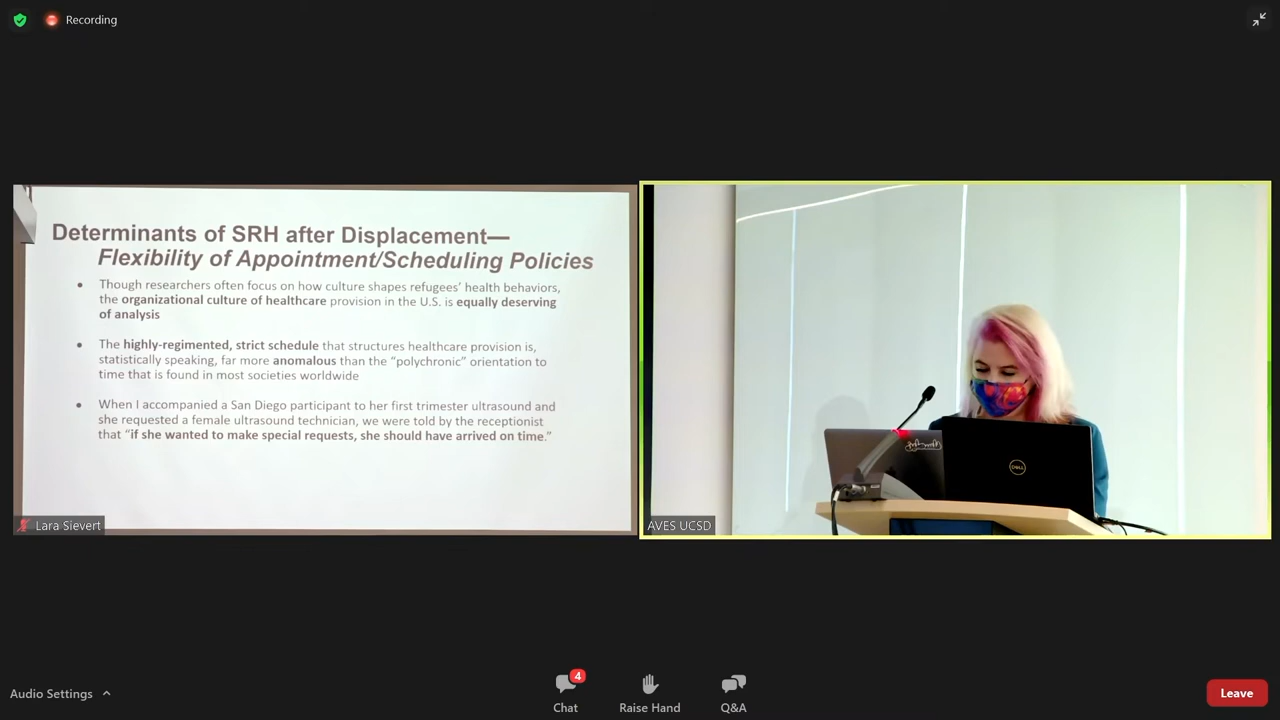 Recording
Determinants of SRH after Displacement—
Flexibility of Appointment/Scheduling Policies
• Though researchers often focus on how culture shapes refugees' health behaviors,
the organizational culture of healthcare provision in the U.S. is equally deserving
of analysis
• The highly-regimented, strict schedule that structures healthcare provision is,
statistically speaking, far more anomalous than the “polychronic” orientation to
time that is found in most societies worldwide
• When I accompanied a San Diego participant to her first trimester ultrasound and
she requested a female ultrasound technician, we were told by the receptionist
that “if she wanted to make special requests, she should have arrived on time.”
Lara Sievert
DELL
AVES UCSD
Audio Settings
4
Chat
Raise Hand
Q&A
Leave